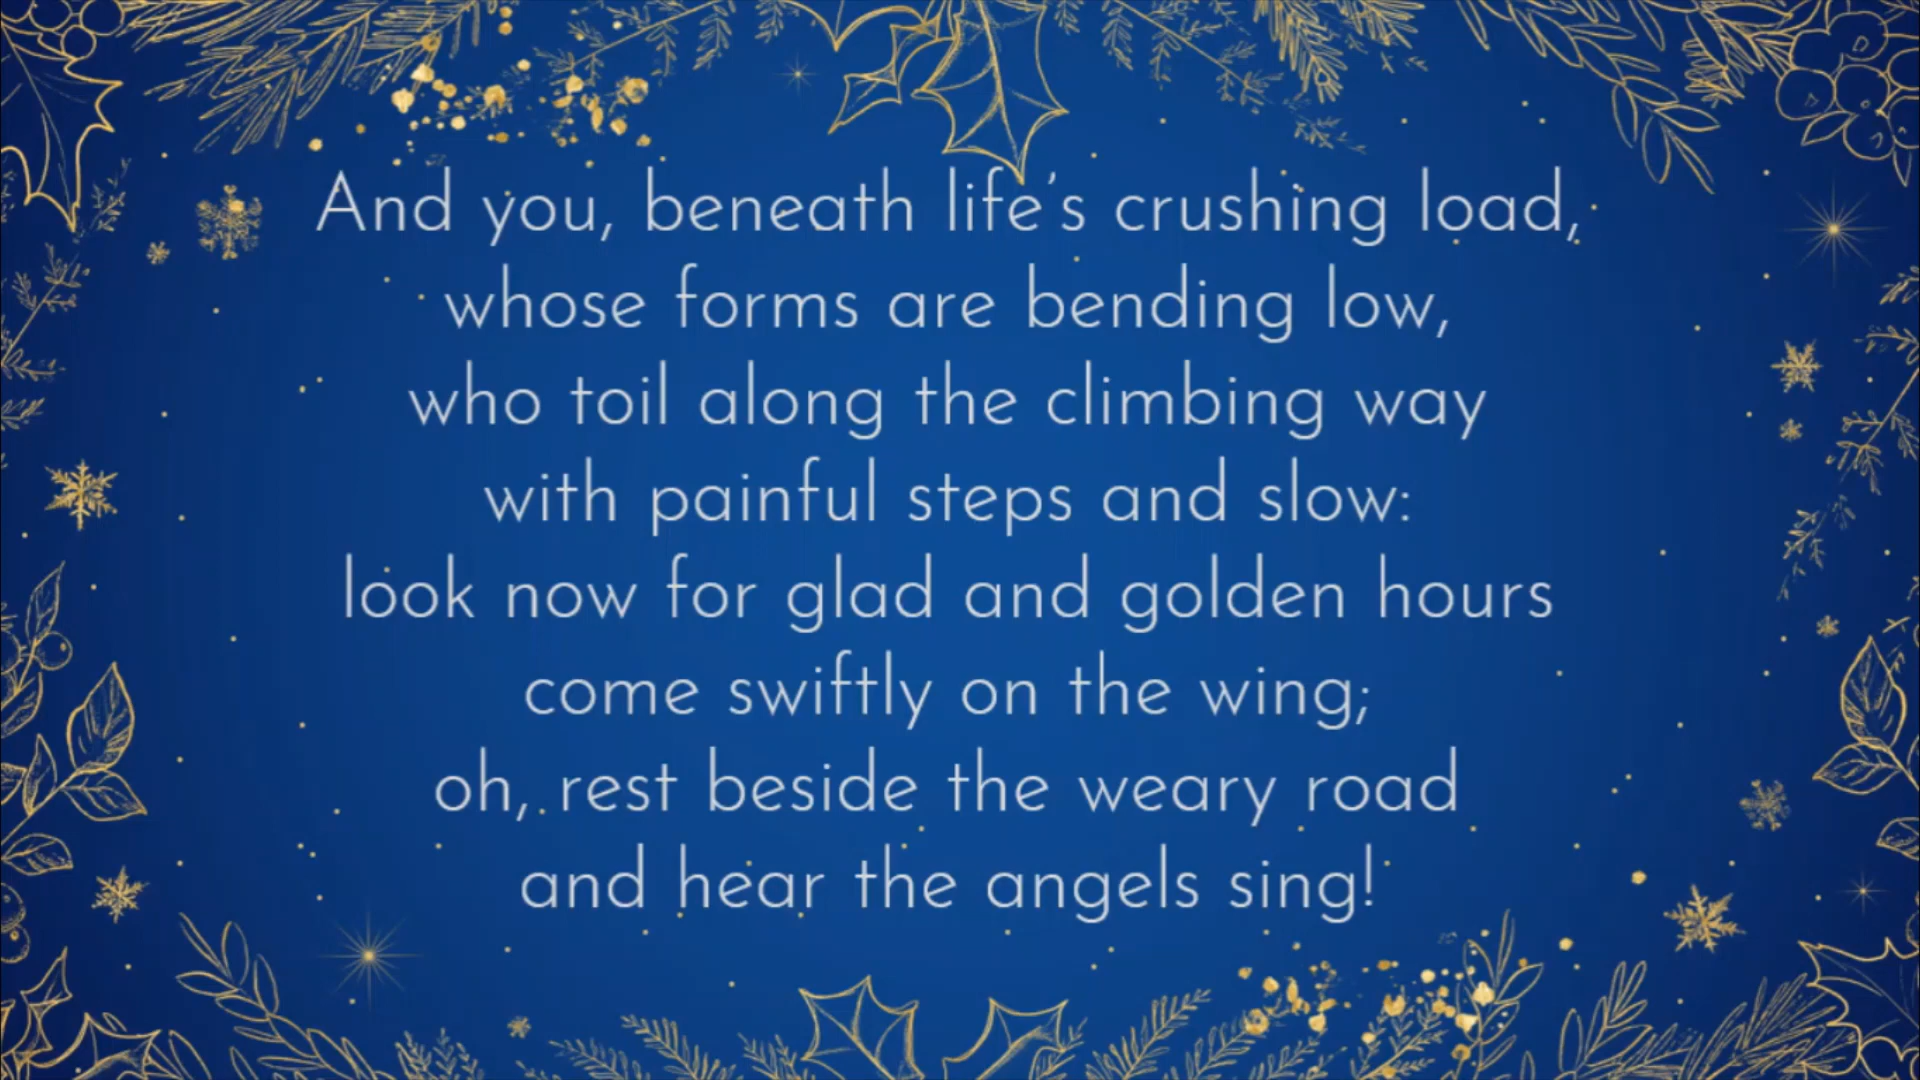 And you, beneath life's crushing load,
whose forms are bending low,
who toil along the climbing way
with painful steps and slow:
look now for glad and golden hours
come swiftly on the wing;
oh, rest beside the weary road
and hear the angels sing!